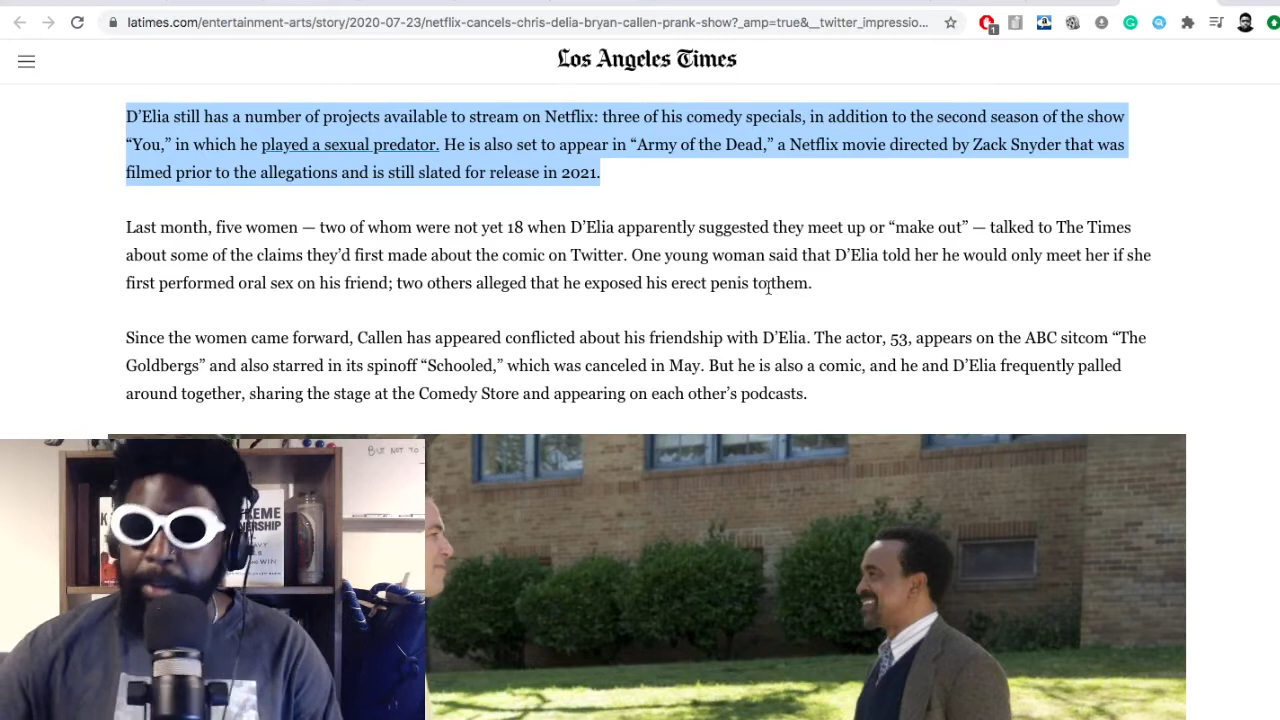 latimes.com/entertainment-arts/story/2020-07-23/netflix-cancels-chris-delia-bryan-callen-prank-show?_amp=true&__twitter_impressio...
1
Los Angeles Times
D’Elia still has a number of projects available to stream on Netflix: three of his comedy specials, in addition to the second season of the show
“You,” in which he played a sexual predator. He is also set to appear in “Army of the Dead,” a Netflix movie directed by Zack Snyder that was
filmed prior to the allegations and is still slated for release in 2021.
Last month, five women — two of whom were not yet 18 when D’Elia apparently suggested they meet up or “make out” — talked to The Times
about some of the claims they’d first made about the comic on Twitter. One young woman said that D’Elia told her he would only meet her if she
first performed oral sex on his friend; two others alleged that he exposed his erect penis to them.
Since the women came forward, Callen has appeared conflicted about his friendship with D’Elia. The actor, 53, appears on the ABC sitcom “The
Goldbergs” and also starred in its spinoff “Schooled,” which was canceled in May. But he is also a comic, and he and D’Elia frequently palled
around together, sharing the stage at the Comedy Store and appearing on each other’s podcasts.
BUT NOT TO